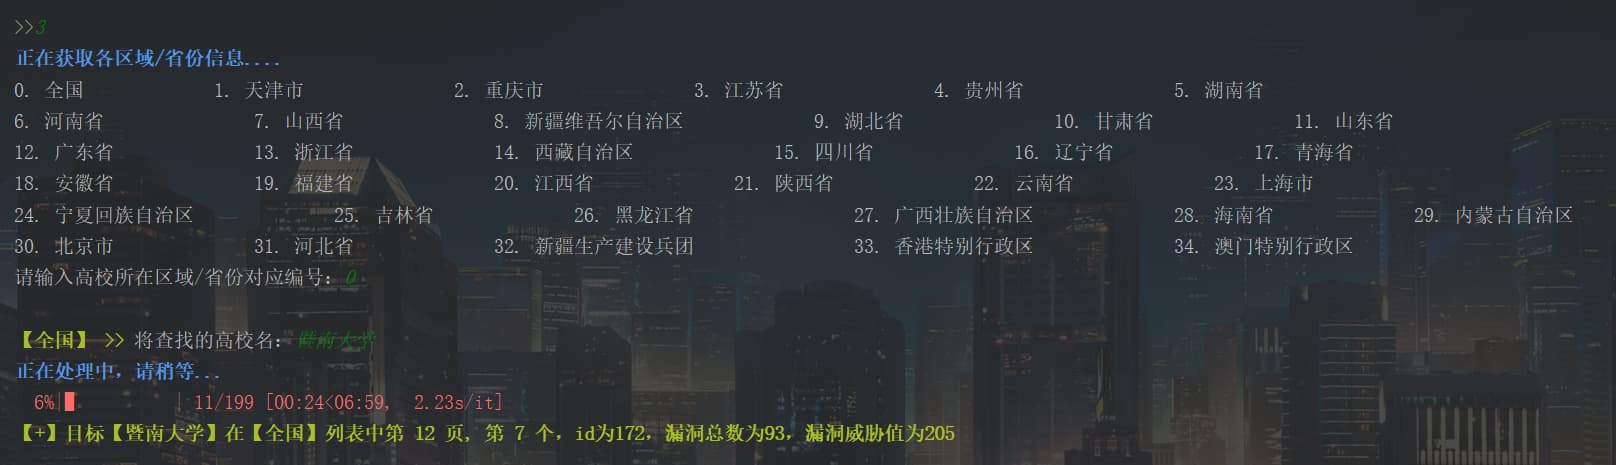 >>3
正在获取各区域/省份信息....
0. 全国 1. 天津市 2. 重庆市 3. 江苏省 4. 贵州省 5. 湖南省
6. 河南省 7. 山西省 8. 新疆维吾尔自治区 9. 湖北省 10. 甘肃省 11. 山东省
12. 广东省 13. 浙江省 14. 西藏自治区 15. 四川省 16. 辽宁省 17. 青海省
18. 安徽省 19. 福建省 20. 江西省 21. 陕西省 22. 云南省 23. 上海市
24. 宁夏回族自治区 25. 吉林省 26. 黑龙江省 27. 广西壮族自治区 28. 海南省 29. 内蒙古自治区
30. 北京市 31. 河北省 32. 新疆生产建设兵团 33. 香港特别行政区 34. 澳门特别行政区
请输入高校所在区域/省份对应编号：0
【全国】 >> 将查找的高校名：暨南大学
正在处理中，请稍等...
6%| | 11/199 [00:24<06:59, 2.23s/it]
【+】目标【暨南大学】在【全国】列表中第 12 页, 第 7 个，id为172，漏洞总数为93，漏洞威胁值为205